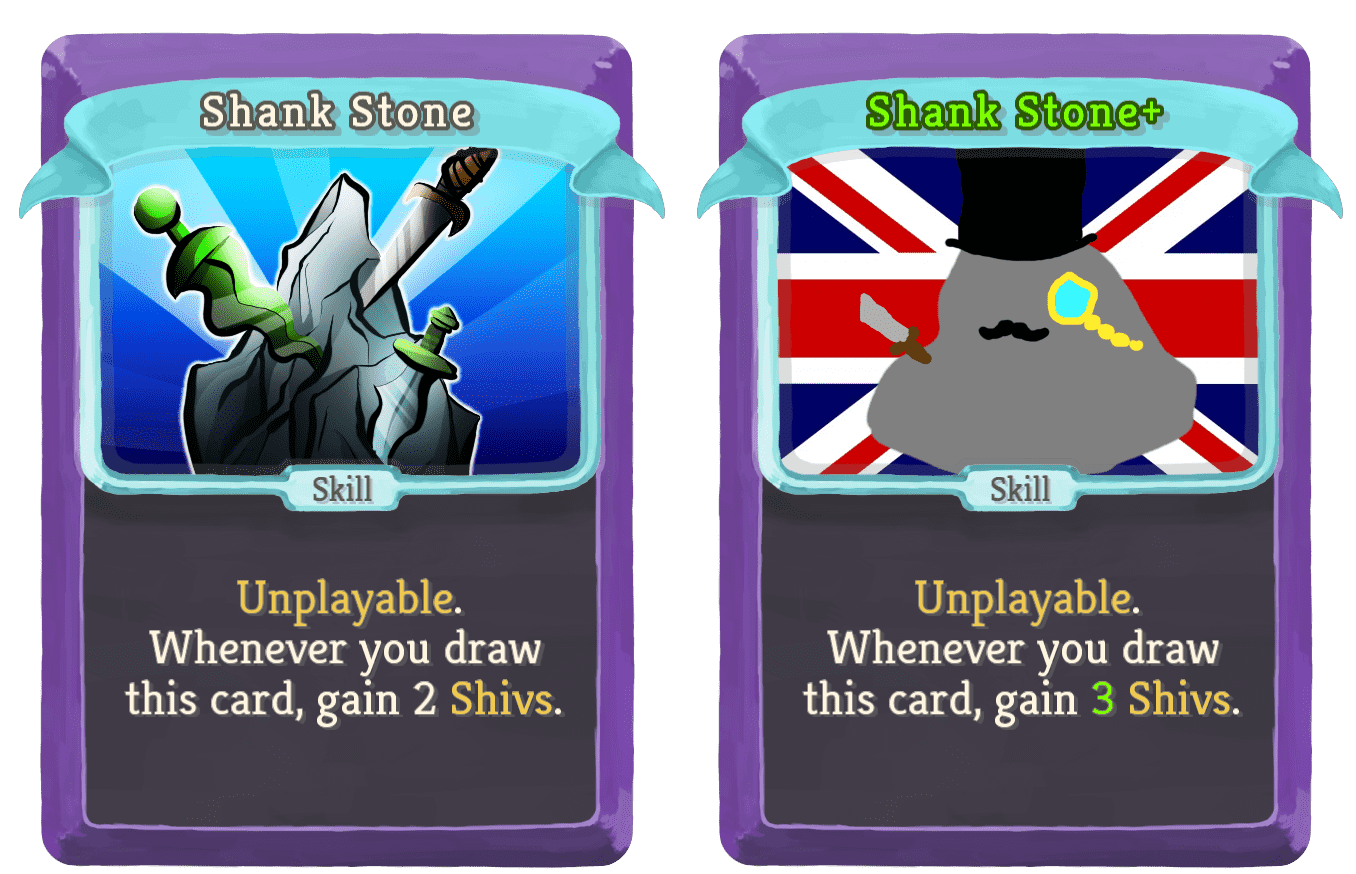 Shank Stone
Skill
Unplayable.
Whenever you draw
this card, gain 2 Shivs.
Shank Stone+
Skill
Unplayable.
Whenever you draw
this card, gain 3 Shivs.